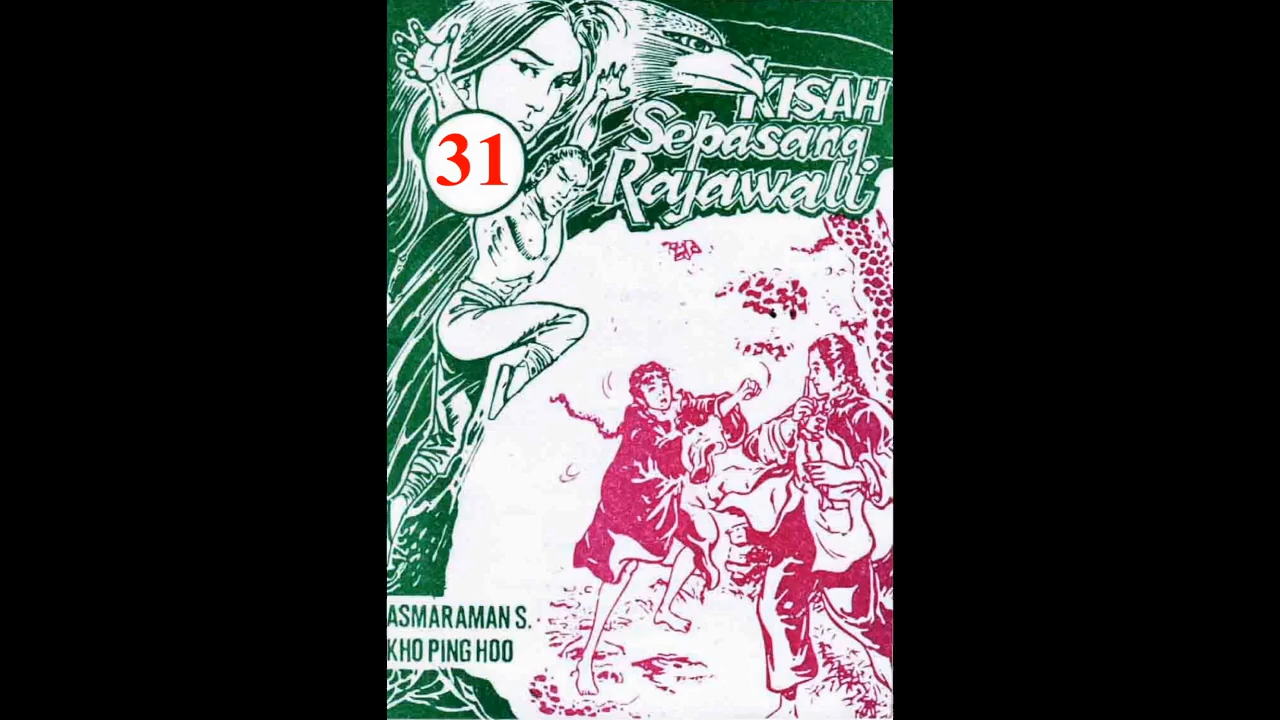 31
KISAH
Sepasang
Rajawali
ASMARAMAN S.
KHO PING HOO